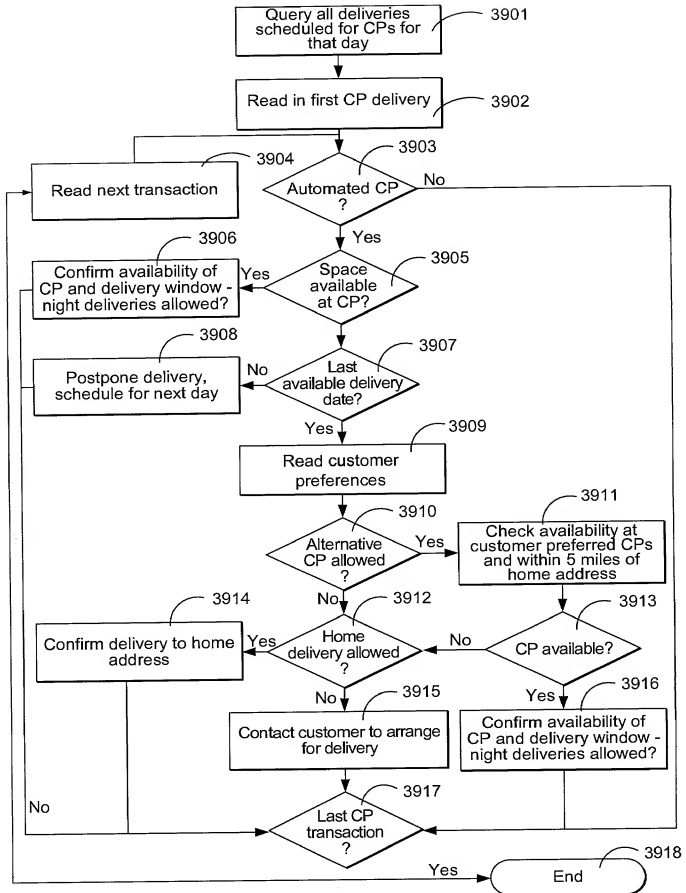 Query all deliveries
scheduled for CPs for
that day
3901
Read in first CP delivery
3902
3903
3904
Automated CP
?
No
Read next transaction
Yes
3906
3905
Confirm availability of
CP and delivery window -
night deliveries allowed?
Yes
Space
available
at CP?
3908
3907
Postpone delivery,
schedule for next day
No
Last
available delivery
date?
Yes
3909
Read customer
preferences
3910
3911
Alternative
CP allowed
?
Yes
Check availability at
customer preferred CPs
and within 5 miles of
home address
No
3912
3913
3914
Confirm delivery to home
address
Yes
Home
delivery allowed
?
No
CP available?
No
3915
Yes
3916
Contact customer to arrange
for delivery
Confirm availability of
CP and delivery window -
night deliveries allowed?
3917
No
Last CP
transaction
?
3918
Yes
End